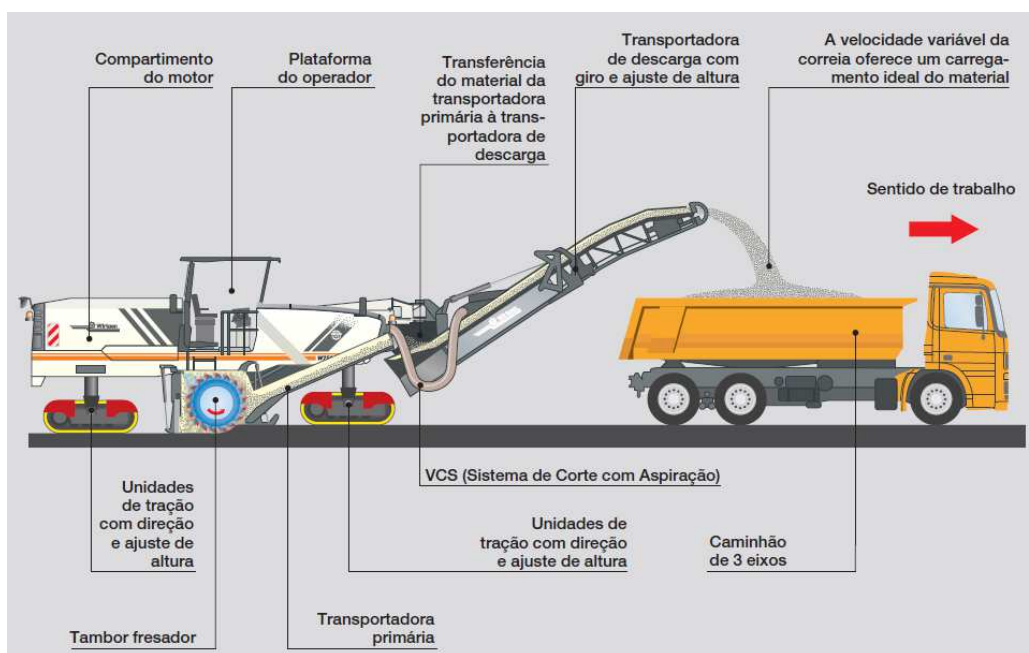 Compartimento
do motor
Plataforma
do operador
Transferência
do material da
transportadora
primária à trans-
portadora de
descarga
Transportadora
de descarga com
giro e ajuste de altura
A velocidade variável da
correia oferece um carrega-
mento ideal do material
Sentido de trabalho
VCS (Sistema de Corte com Aspiração)
Unidades
de tração
com direção
e ajuste de
altura
Unidades de
tração com direção
e ajuste de altura
Caminhão
de 3 eixos
Tambor fresador
Transportadora
primária